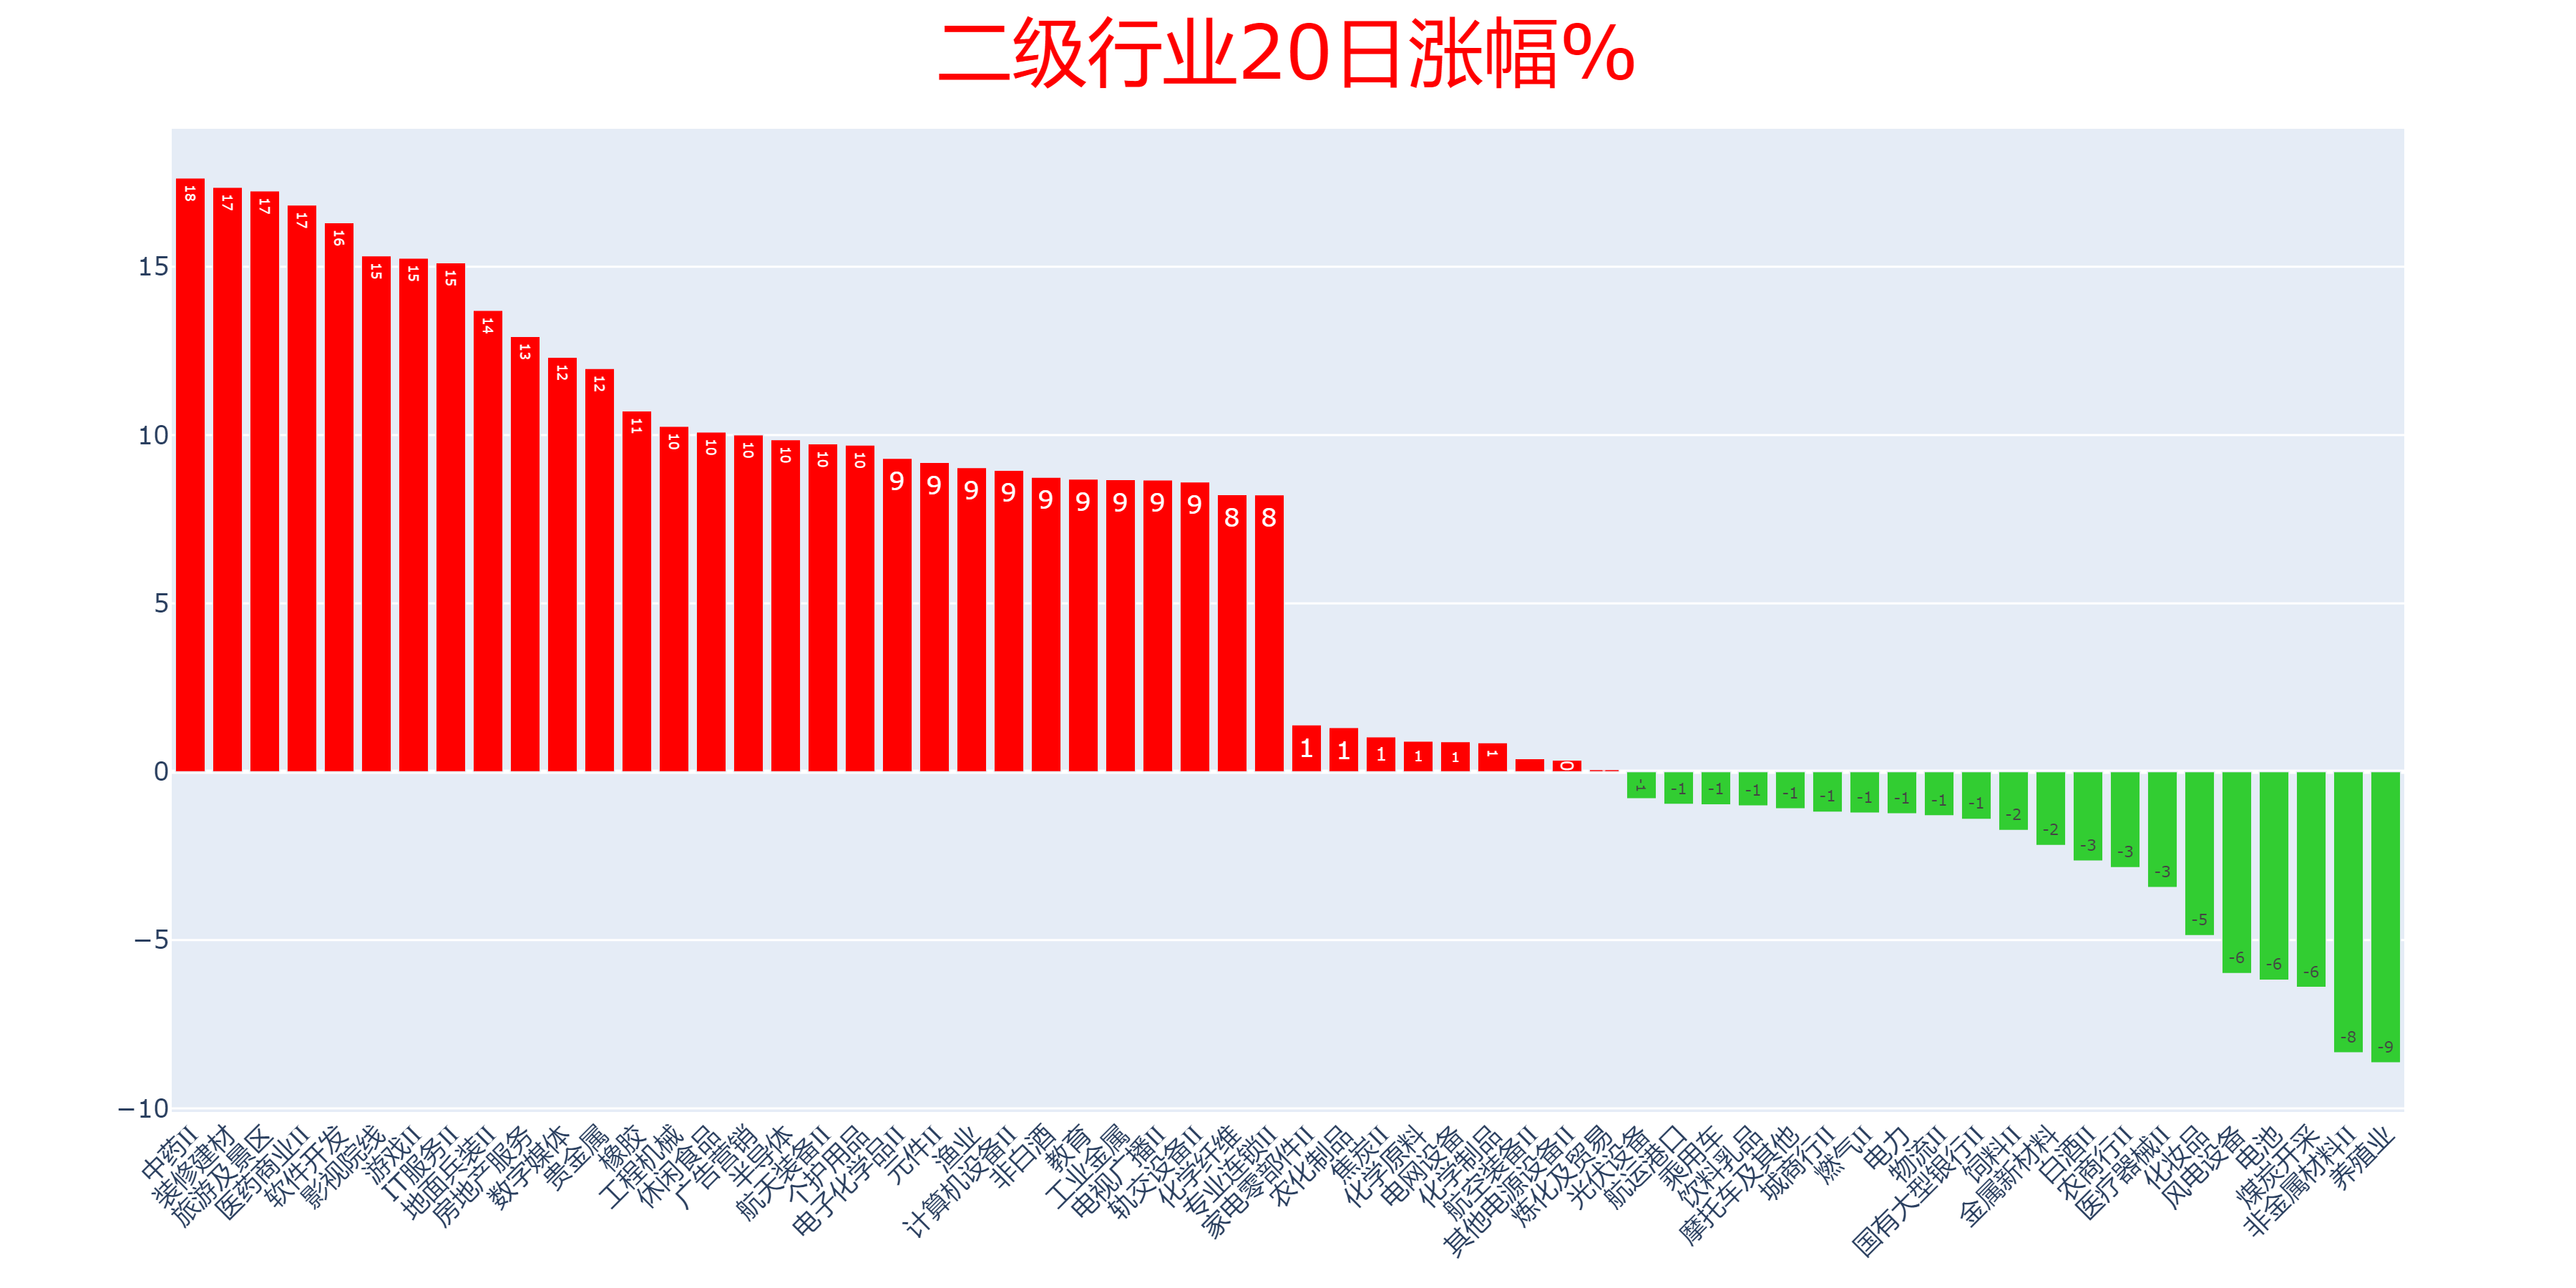 二级行业20日涨幅%
15
10
5
0
−5
−10
18
17
17
17
16
15
15
15
14
13
12
12
11
10
10
10
10
10
10
9
9
9
9
9
9
9
9
9
8
8
1
1
1
1
1
1
0
-1
-1
-1
-1
-1
-1
-1
-1
-1
-1
-2
-2
-3
-3
-3
-5
-6
-6
-6
-8
-9
中药II
装修建材
旅游及景区
医药商业II
软件开发
影视院线
游戏II
IT服务II
地面兵装II
房地产服务
数字媒体
贵金属
橡胶
工程机械
休闲食品
广告营销
半导体
航天装备II
个护用品
电子化学品II
元件II
渔业
计算机设备II
非白酒
教育
工业金属
电视广播II
轨交设备II
化学纤维
专业连锁II
家电零部件II
农化制品
焦炭II
化学原料
电网设备
化学制品
航空装备II
其他电源设备II
炼化及贸易
光伏设备
航运港口
乘用车
饮料乳品
摩托车及其他
城商行II
燃气II
电力
物流II
国有大型银行II
饲料II
金属新材料
白酒II
农商行II
医疗器械II
化妆品
风电设备
电池
煤炭开采
非金属材料II
养殖业